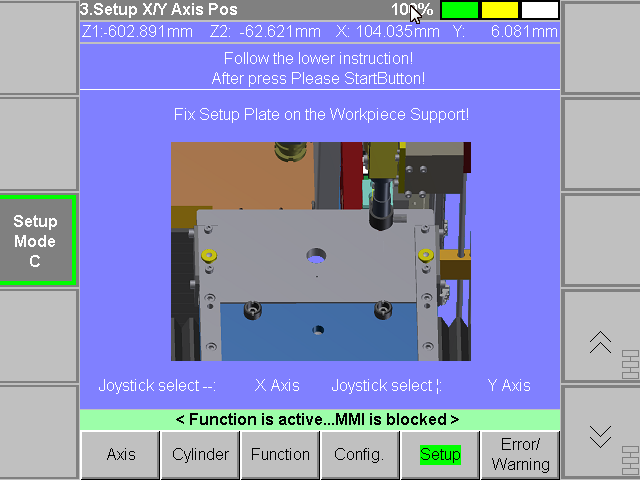 3.Setup X/Y Axis Pos 100%
Z1:-602.891mm Z2: -62.621mm X: 104.035mm Y: 6.081mm
Follow the lower instruction!
After press Please StartButton!
Fix Setup Plate on the Workpiece Support!
Setup
Mode
C
Joystick select --: X Axis Joystick select ¦: Y Axis
< Function is active...MMI is blocked >
Axis Cylinder Function Config. Setup Error/
Warning